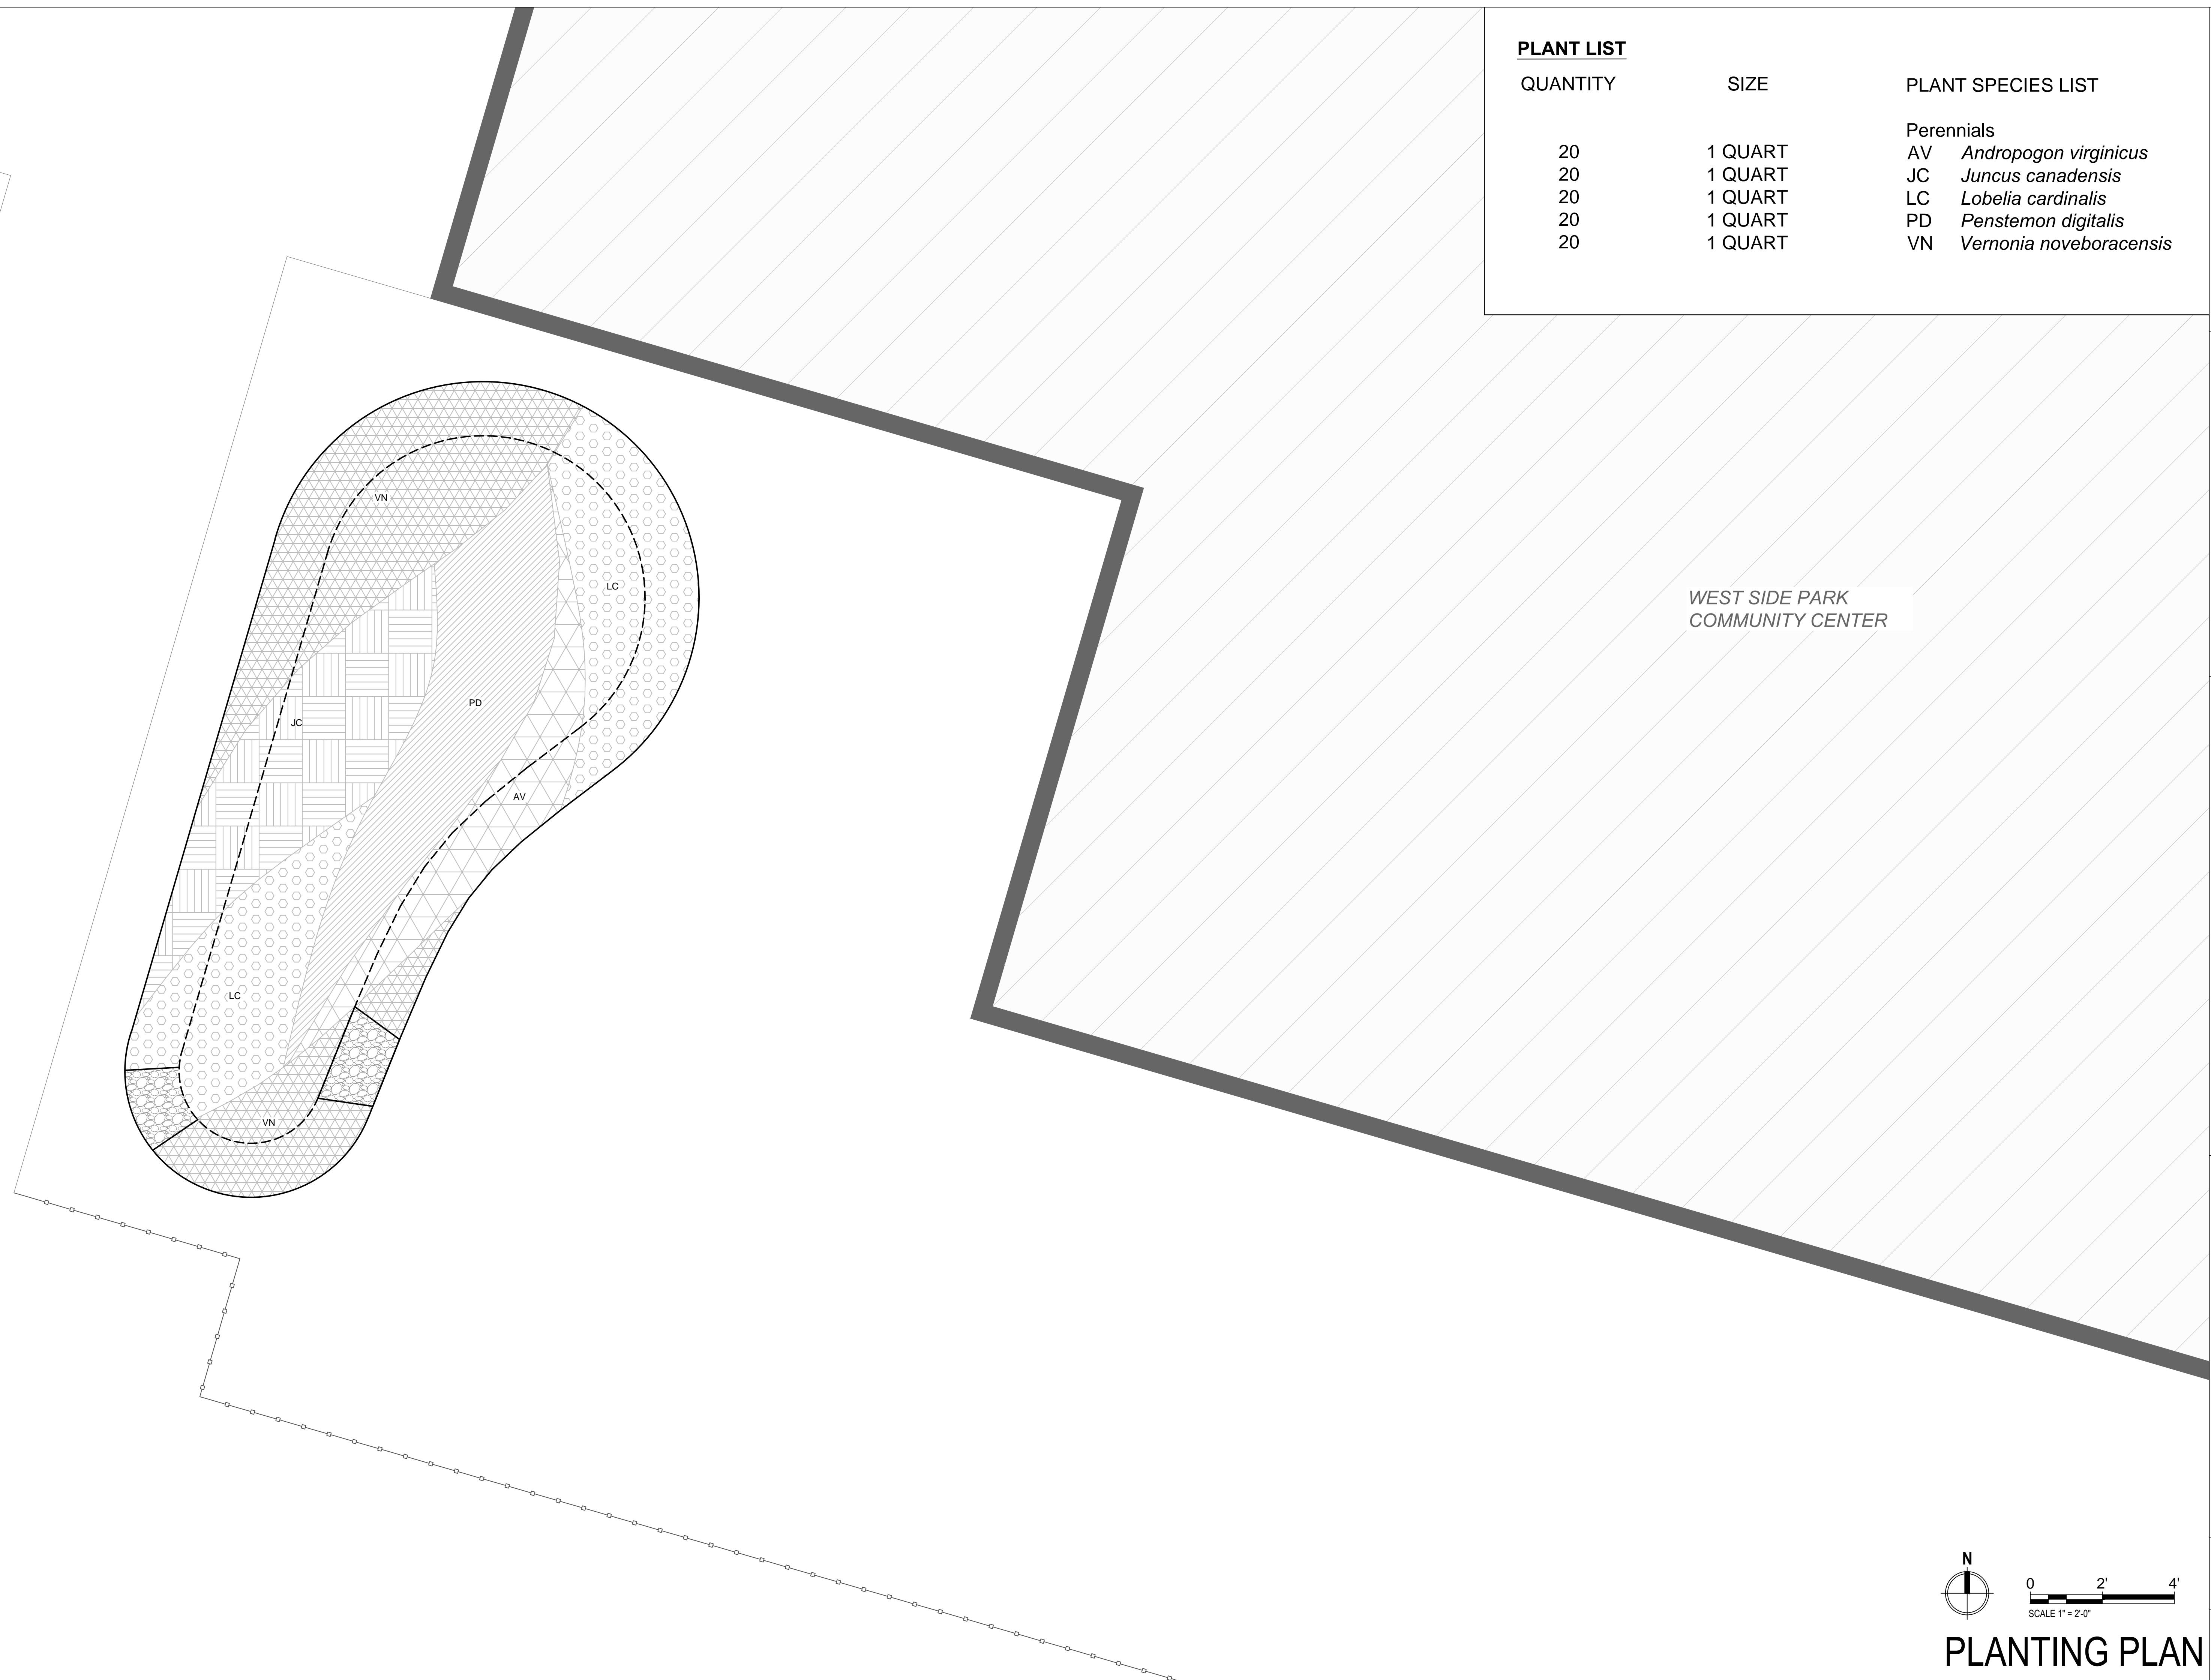 PLANT LIST
QUANTITY SIZE PLANT SPECIES LIST
Perennials
20 1 QUART AV Andropogon virginicus
20 1 QUART JC Juncus canadensis
20 1 QUART LC Lobelia cardinalis
20 1 QUART PD Penstemon digitalis
20 1 QUART VN Vernonia noveboracensis
VN
LC
WEST SIDE PARK
COMMUNITY CENTER
PD
JC
AV
LC
VN
N
0 2' 4'
SCALE 1" = 2'-0"
PLANTING PLAN